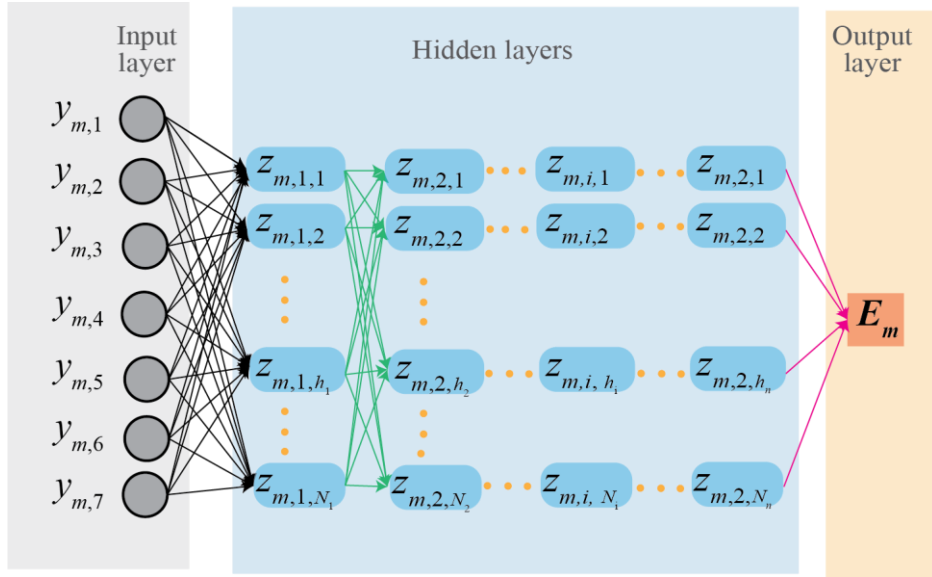 Input
layer
Hidden layers
Output
layer
y_{m,1}
y_{m,2}
y_{m,3}
y_{m,4}
y_{m,5}
y_{m,6}
y_{m,7}
z_{m,1,1} z_{m,2,1} z_{m,i,1} z_{m,2,1}
z_{m,1,2} z_{m,2,2} z_{m,i,2} z_{m,2,2}
z_{m,1,h_1} z_{m,2,h_2} z_{m,i,h_i} z_{m,2,h_n}
z_{m,1,N_1} z_{m,2,N_2} z_{m,i,N_i} z_{m,2,N_n}
E_m